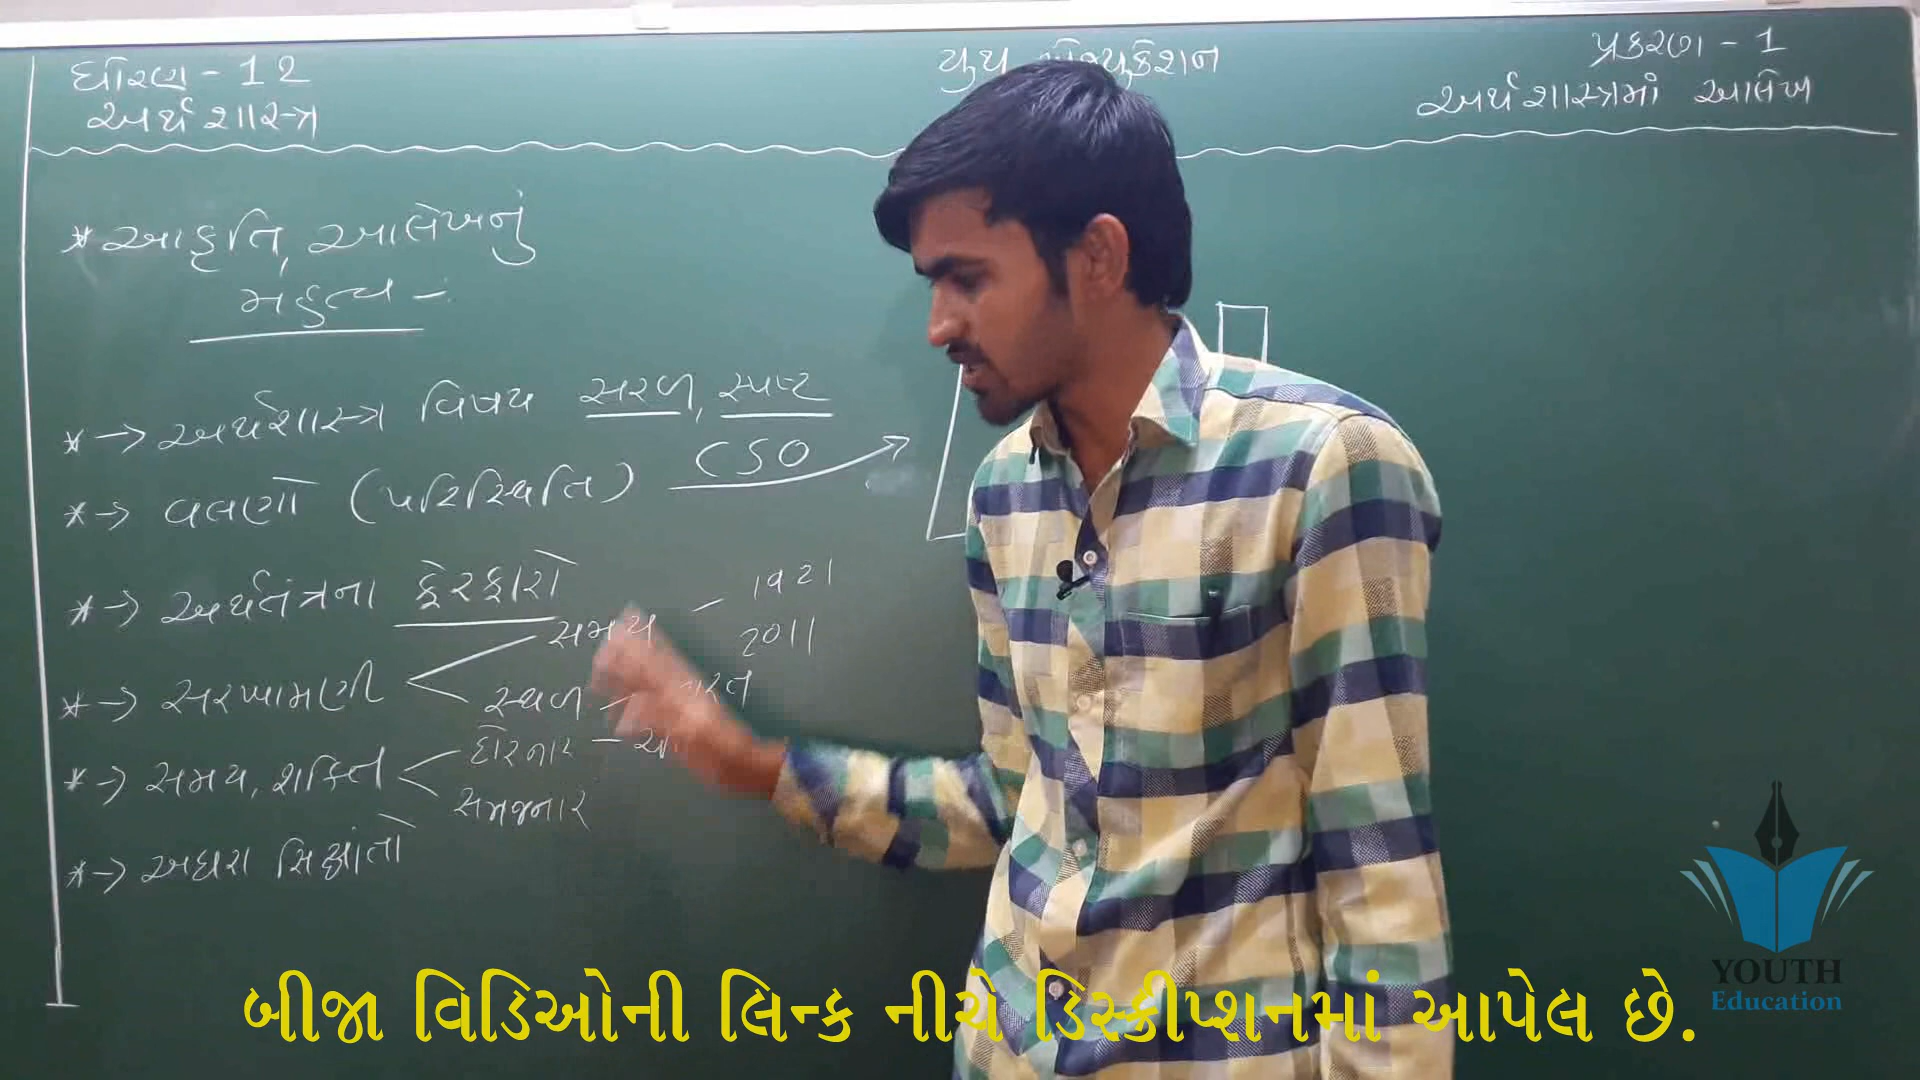 ધોરણ - 12
અર્થશાસ્ત્ર
યુથ એજ્યુકેશન
પ્રકરણ - 1
અર્થશાસ્ત્રમાં આલેખ
* આકૃતિ, આલેખનું
મહત્વ -:
* → અર્થશાસ્ત્ર વિષય સરળ, સ્પષ્ટ
* → વલણો (પરિસ્થિતિ) CSO
* → અર્થતંત્રના ફેરફારો
* → સરખામણી
સમય - 1921
2011
સ્થળ -
* → સમય, શક્તિ
દોરનાર -
સમજનાર
* → અઘરા સિદ્ધાંતો
YOUTH
Education
બીજા વિડિઓની લિન્ક નીચે ડિસ્ક્રીપ્શનમાં આપેલ છે.